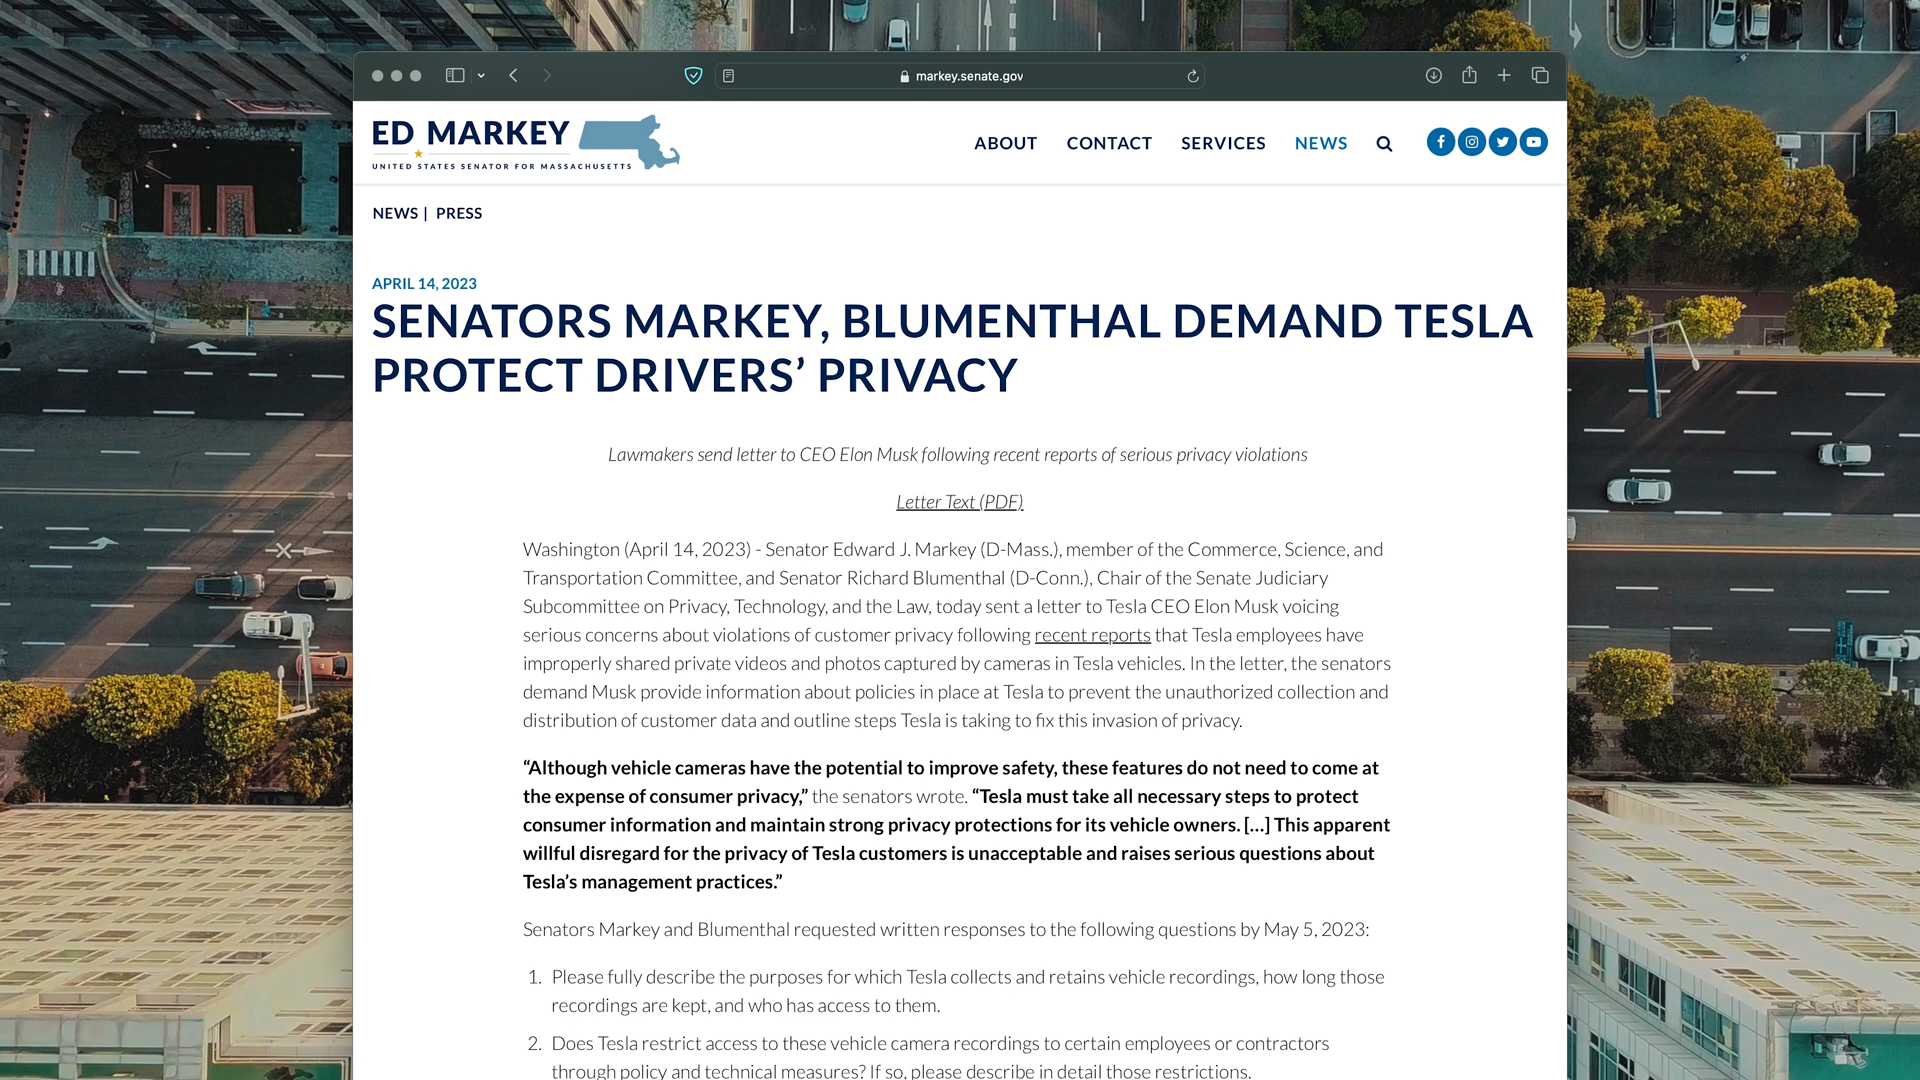 markey.senate.gov
ED MARKEY
UNITED STATES SENATOR FOR MASSACHUSETTS
ABOUT CONTACT SERVICES NEWS
NEWS | PRESS
APRIL 14, 2023
SENATORS MARKEY, BLUMENTHAL DEMAND TESLA
PROTECT DRIVERS’ PRIVACY
Lawmakers send letter to CEO Elon Musk following recent reports of serious privacy violations
Letter Text (PDF)
Washington (April 14, 2023) - Senator Edward J. Markey (D-Mass.), member of the Commerce, Science, and
Transportation Committee, and Senator Richard Blumenthal (D-Conn.), Chair of the Senate Judiciary
Subcommittee on Privacy, Technology, and the Law, today sent a letter to Tesla CEO Elon Musk voicing
serious concerns about violations of customer privacy following recent reports that Tesla employees have
improperly shared private videos and photos captured by cameras in Tesla vehicles. In the letter, the senators
demand Musk provide information about policies in place at Tesla to prevent the unauthorized collection and
distribution of customer data and outline steps Tesla is taking to fix this invasion of privacy.
“Although vehicle cameras have the potential to improve safety, these features do not need to come at
the expense of consumer privacy,” the senators wrote. “Tesla must take all necessary steps to protect
consumer information and maintain strong privacy protections for its vehicle owners. […] This apparent
willful disregard for the privacy of Tesla customers is unacceptable and raises serious questions about
Tesla’s management practices.”
Senators Markey and Blumenthal requested written responses to the following questions by May 5, 2023:
1. Please fully describe the purposes for which Tesla collects and retains vehicle recordings, how long those
recordings are kept, and who has access to them.
2. Does Tesla restrict access to these vehicle camera recordings to certain employees or contractors
through policy and technical measures? If so, please describe in detail those restrictions.